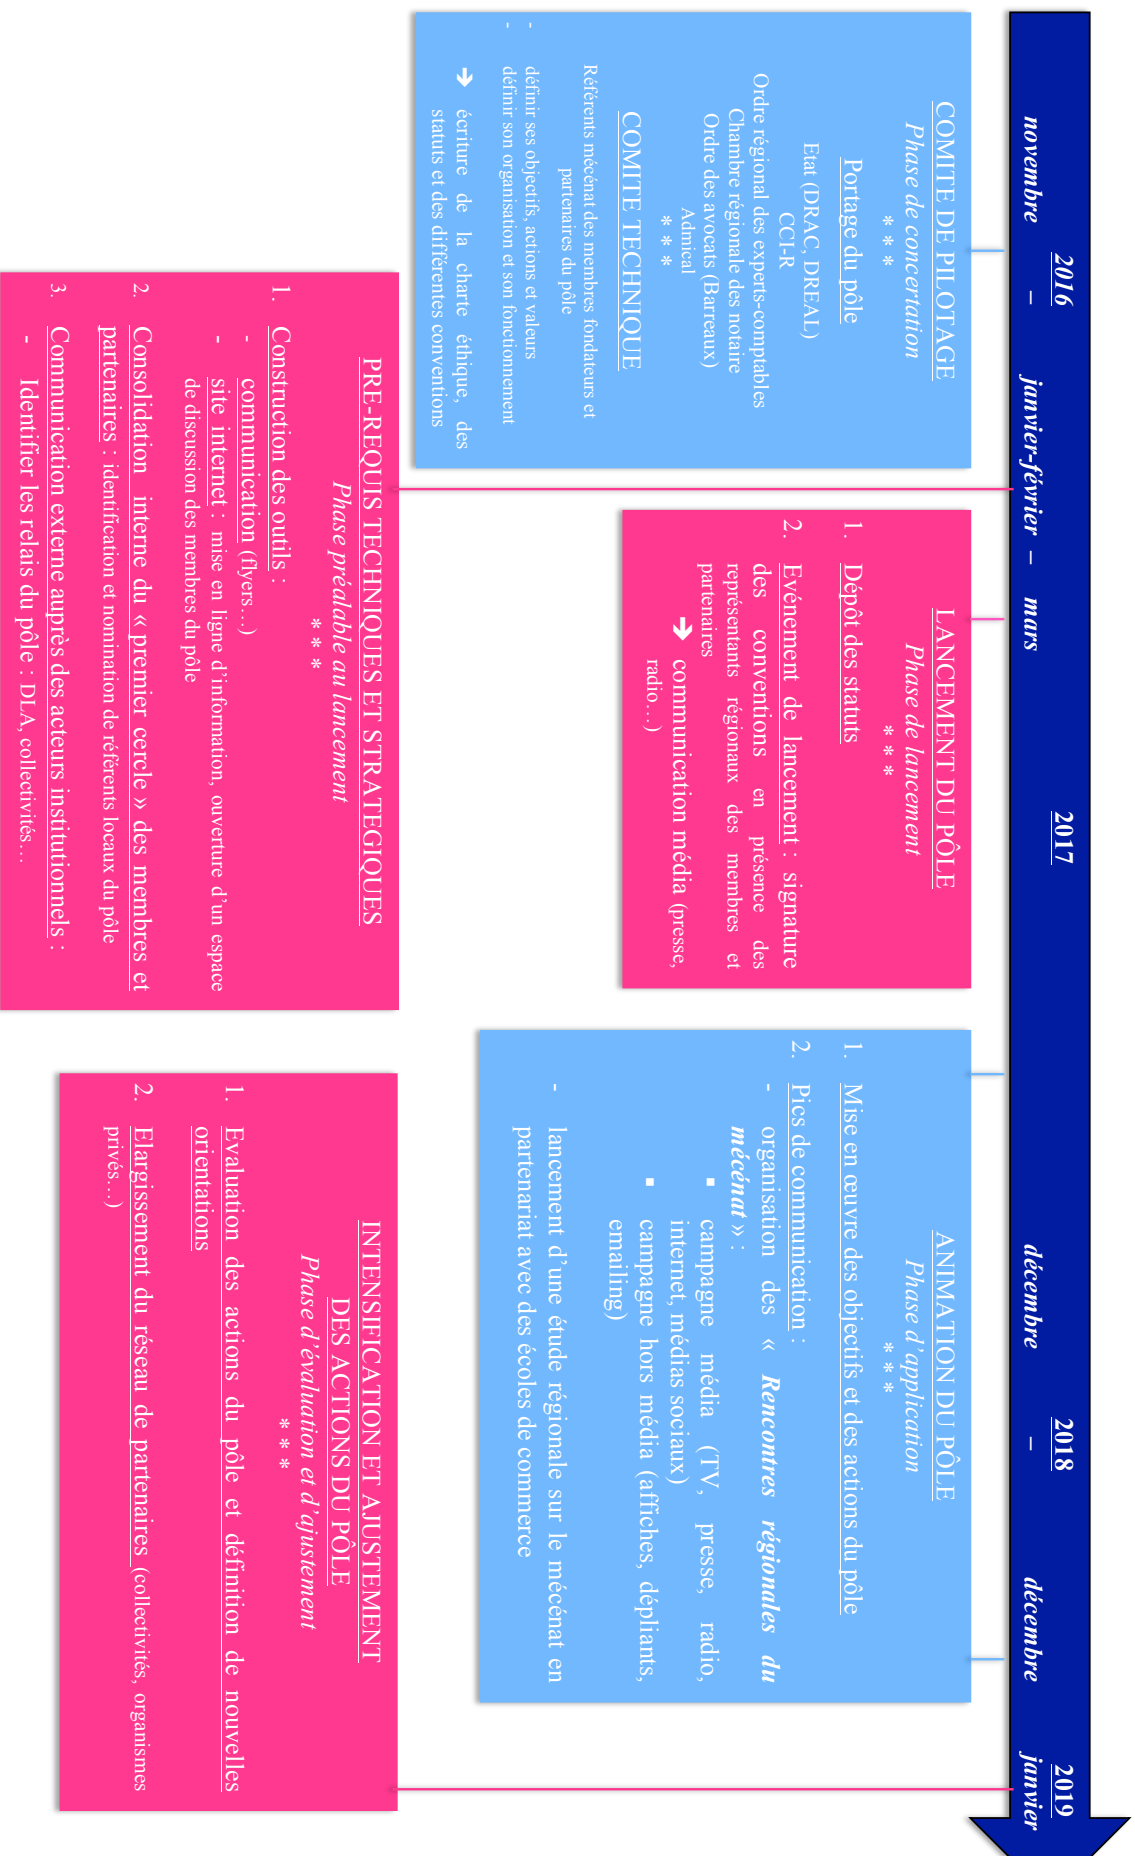 2016
2017
2018
2019
novembre – janvier-février – mars
décembre – décembre
janvier
COMITE DE PILOTAGE
Phase de concertation
***
Portage du pôle
Etat (DRAC, DREAL)
CCI-R
Ordre régional des experts-comptables
Chambre régionale des notaire
Ordre des avocats (Barreaux)
Admical
***
COMITE TECHNIQUE
Référents mécénat des membres fondateurs et
partenaires du pôle
- définir ses objectifs, actions et valeurs
- définir son organisation et son fonctionnement
➔ écriture de la charte éthique, des
statuts et des différentes conventions
LANCEMENT DU PÔLE
Phase de lancement
***
1. Dépôt des statuts
2. Evénement de lancement : signature
des conventions en présence des
représentants régionaux des membres et
partenaires
➔ communication média (presse,
radio…)
ANIMATION DU PÔLE
Phase d’application
***
1. Mise en œuvre des objectifs et des actions du pôle
2. Pics de communication :
- organisation des « Rencontres régionales du
mécénat » :
▪ campagne média (TV, presse, radio,
internet, médias sociaux)
▪ campagne hors média (affiches, dépliants,
emailing)
- lancement d’une étude régionale sur le mécénat en
partenariat avec des écoles de commerce
PRE-REQUIS TECHNIQUES ET STRATEGIQUES
Phase préalable au lancement
***
1. Construction des outils :
- communication (flyers…)
- site internet : mise en ligne d’information, ouverture d’un espace
de discussion des membres du pôle
2. Consolidation interne du « premier cercle » des membres et
partenaires : identification et nomination de référents locaux du pôle
3. Communication externe auprès des acteurs institutionnels :
- Identifier les relais du pôle : DLA, collectivités…
INTENSIFICATION ET AJUSTEMENT
DES ACTIONS DU PÔLE
Phase d’évaluation et d’ajustement
***
1. Evaluation des actions du pôle et définition de nouvelles
orientations
2. Elargissement du réseau de partenaires (collectivités, organismes
privés…)